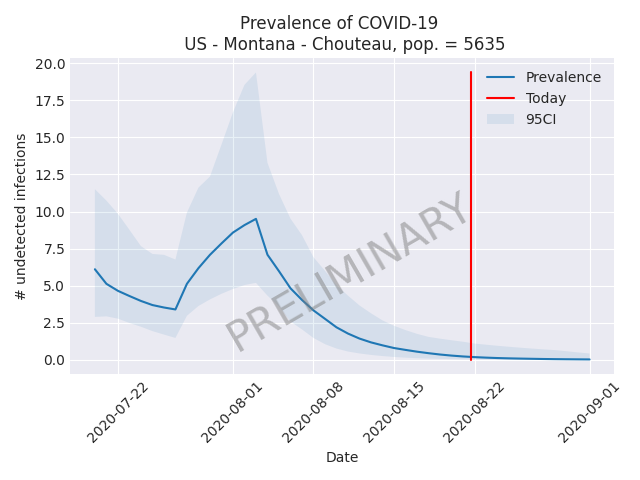 Prevalence of COVID-19
US - Montana - Chouteau, pop. = 5635
20.0
17.5
15.0
12.5
10.0
7.5
5.0
2.5
0.0
# undetected infections
Prevalence
Today
95CI
PRELIMINARY
2020-07-22
2020-08-01
2020-08-08
2020-08-15
2020-08-22
2020-09-01
Date